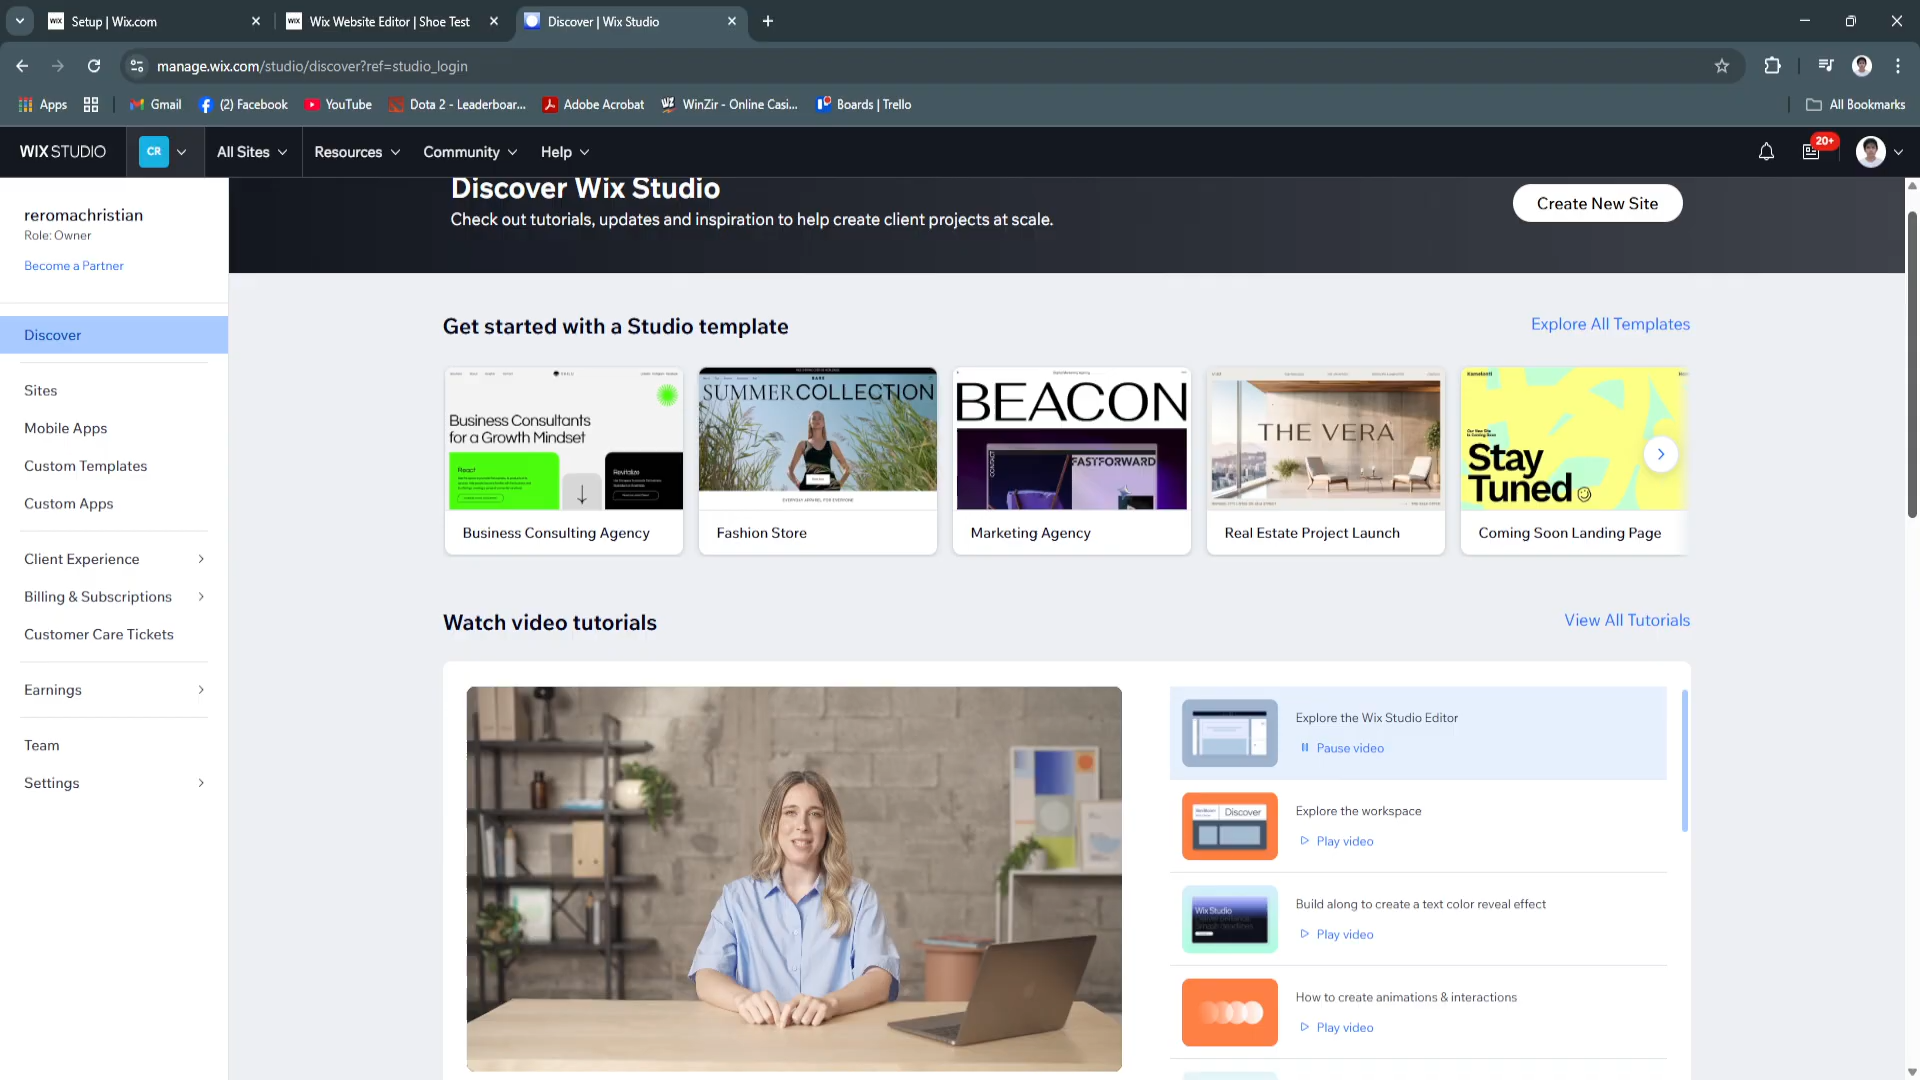 Setup | Wix.com
Wix Website Editor | Shoe Test
Discover | Wix Studio
manage.wix.com/studio/discover?ref=studio_login
Apps
Gmail
(2) Facebook
YouTube
Dota 2 - Leaderboar...
Adobe Acrobat
WinZir - Online Casi...
Boards | Trello
All Bookmarks
WIX STUDIO
CR
All Sites
Resources
Community
Help
20+
reromachristian
Role: Owner
Become a Partner
Discover
Sites
Mobile Apps
Custom Templates
Custom Apps
Client Experience
Billing & Subscriptions
Customer Care Tickets
Earnings
Team
Settings
Discover Wix Studio
Check out tutorials, updates and inspiration to help create client projects at scale.
Create New Site
Get started with a Studio template
Explore All Templates
Business Consultants
for a Growth Mindset
React
Revitalize
Business Consulting Agency
SUMMER COLLECTION
EVERYDAY APPAREL FOR EVERYONE
Fashion Store
BEACON
CONTACT
FASTFORWARD
Marketing Agency
THE VERA
Real Estate Project Launch
Stay
Tuned
Coming Soon Landing Page
Watch video tutorials
View All Tutorials
Explore the Wix Studio Editor
Pause video
Discover
Explore the workspace
Play video
Wix Studio
Build along to create a text color reveal effect
Play video
How to create animations & interactions
Play video